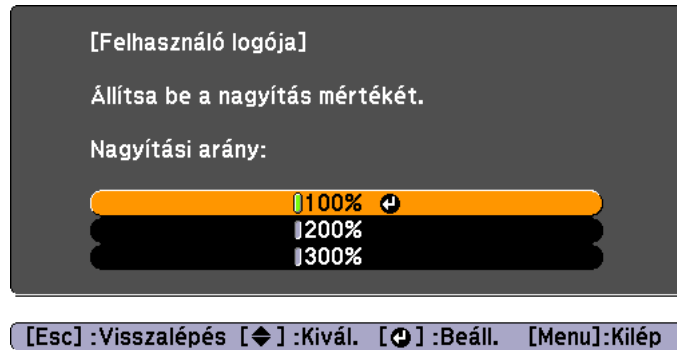 [Felhasználó logója]
Állítsa be a nagyítás mértékét.
Nagyítási arány:
100%
200%
300%
[Esc] :Visszalépés [◆] :Kivál. [⏎] :Beáll. [Menu]:Kilép